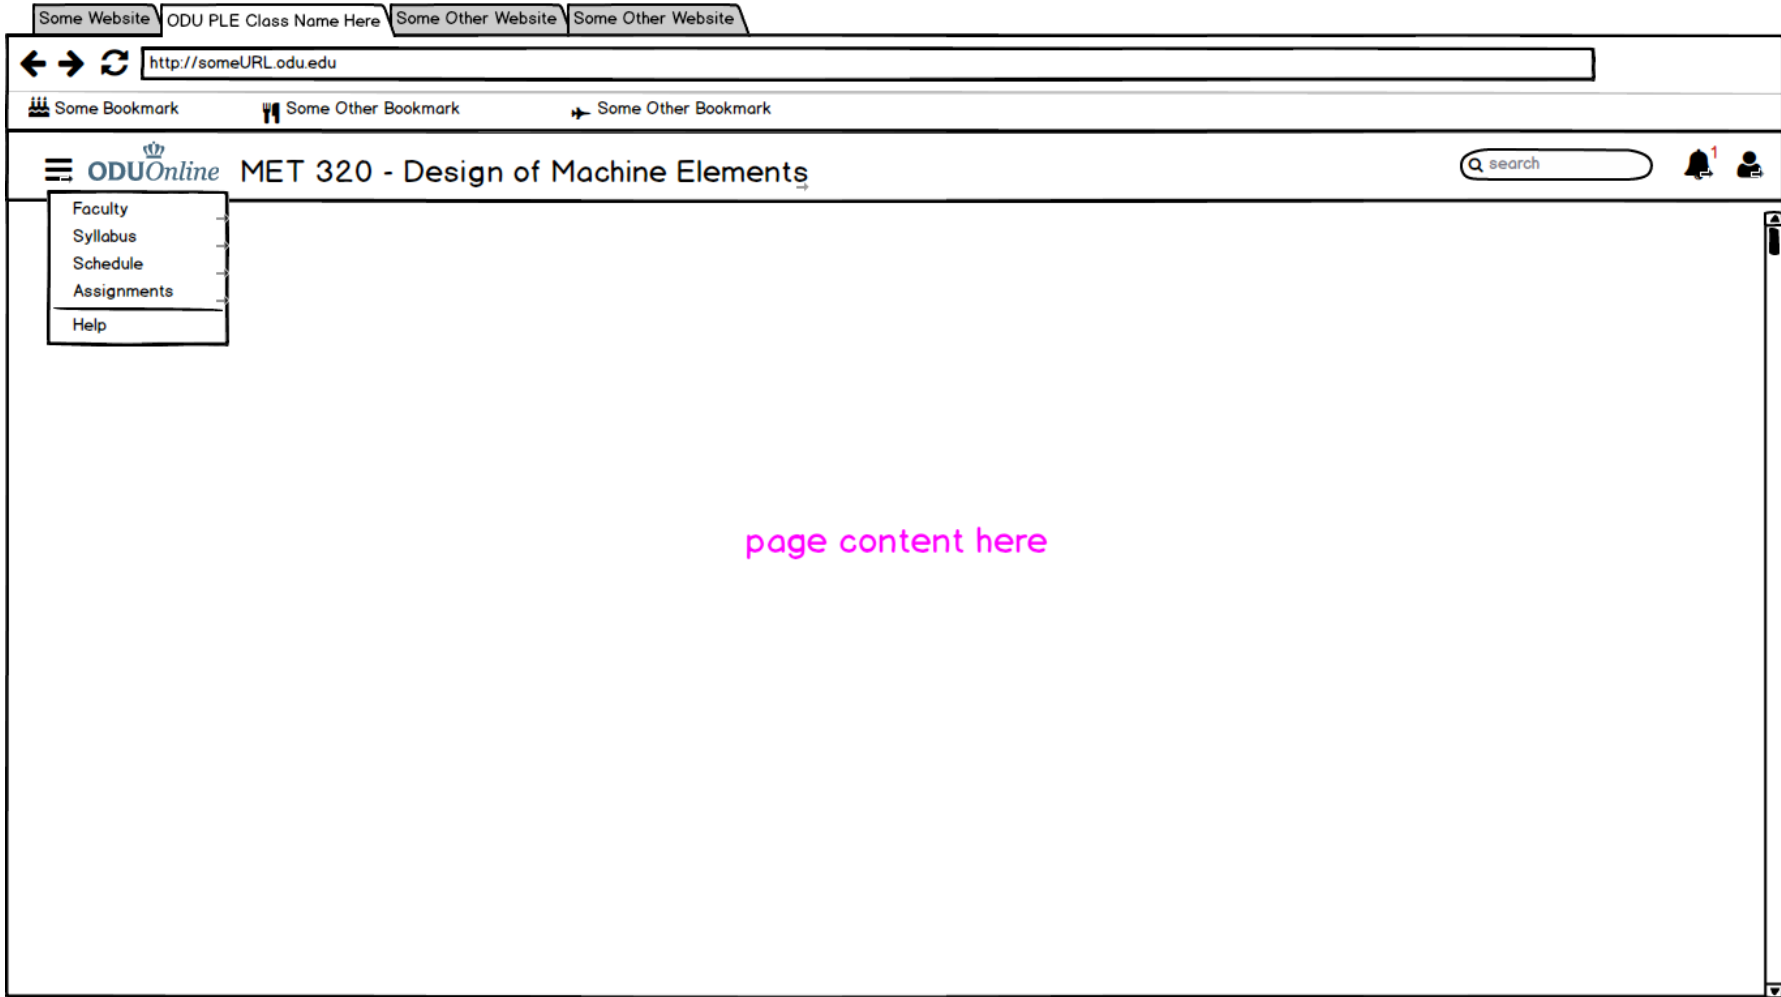 Some Website
ODU PLE Class Name Here
Some Other Website
Some Other Website
http://someURL.odu.edu
Some Bookmark
Some Other Bookmark
Some Other Bookmark
ODUOnline
MET 320 - Design of Machine Elements
search
1
Faculty
Syllabus
Schedule
Assignments
Help
page content here